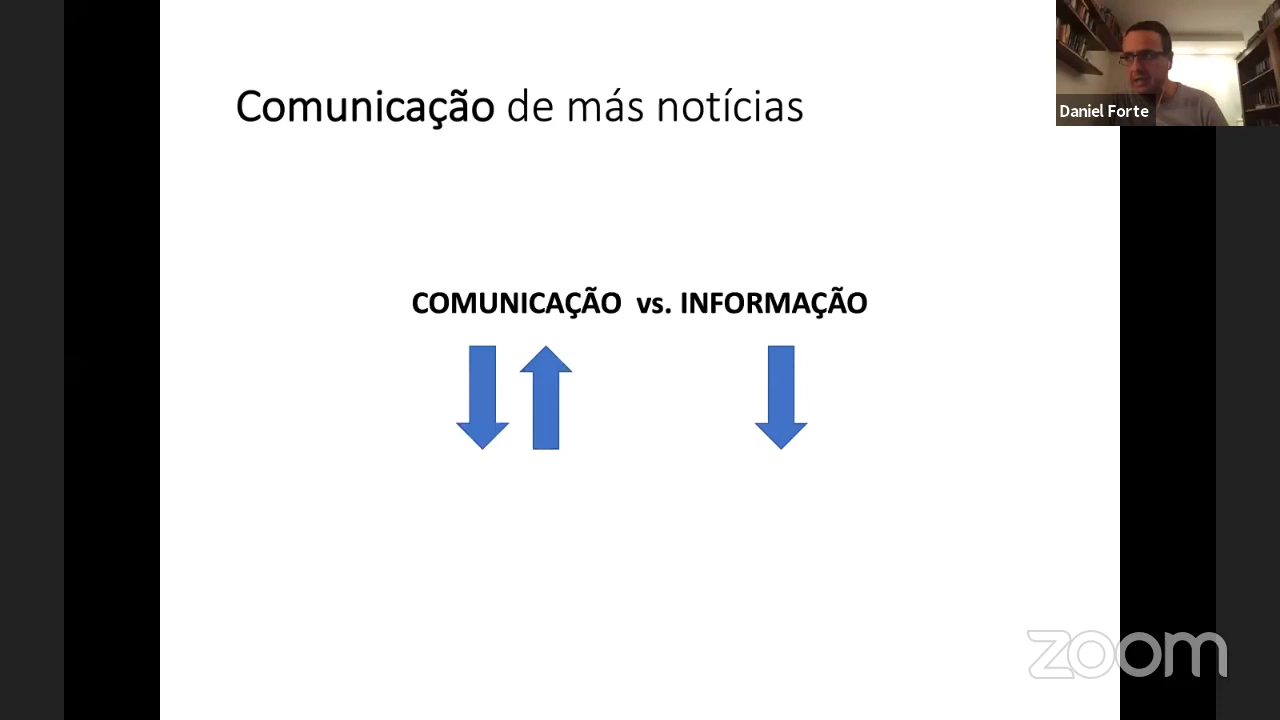 Comunicação de más notícias
Daniel Forte
COMUNICAÇÃO vs. INFORMAÇÃO
zoom